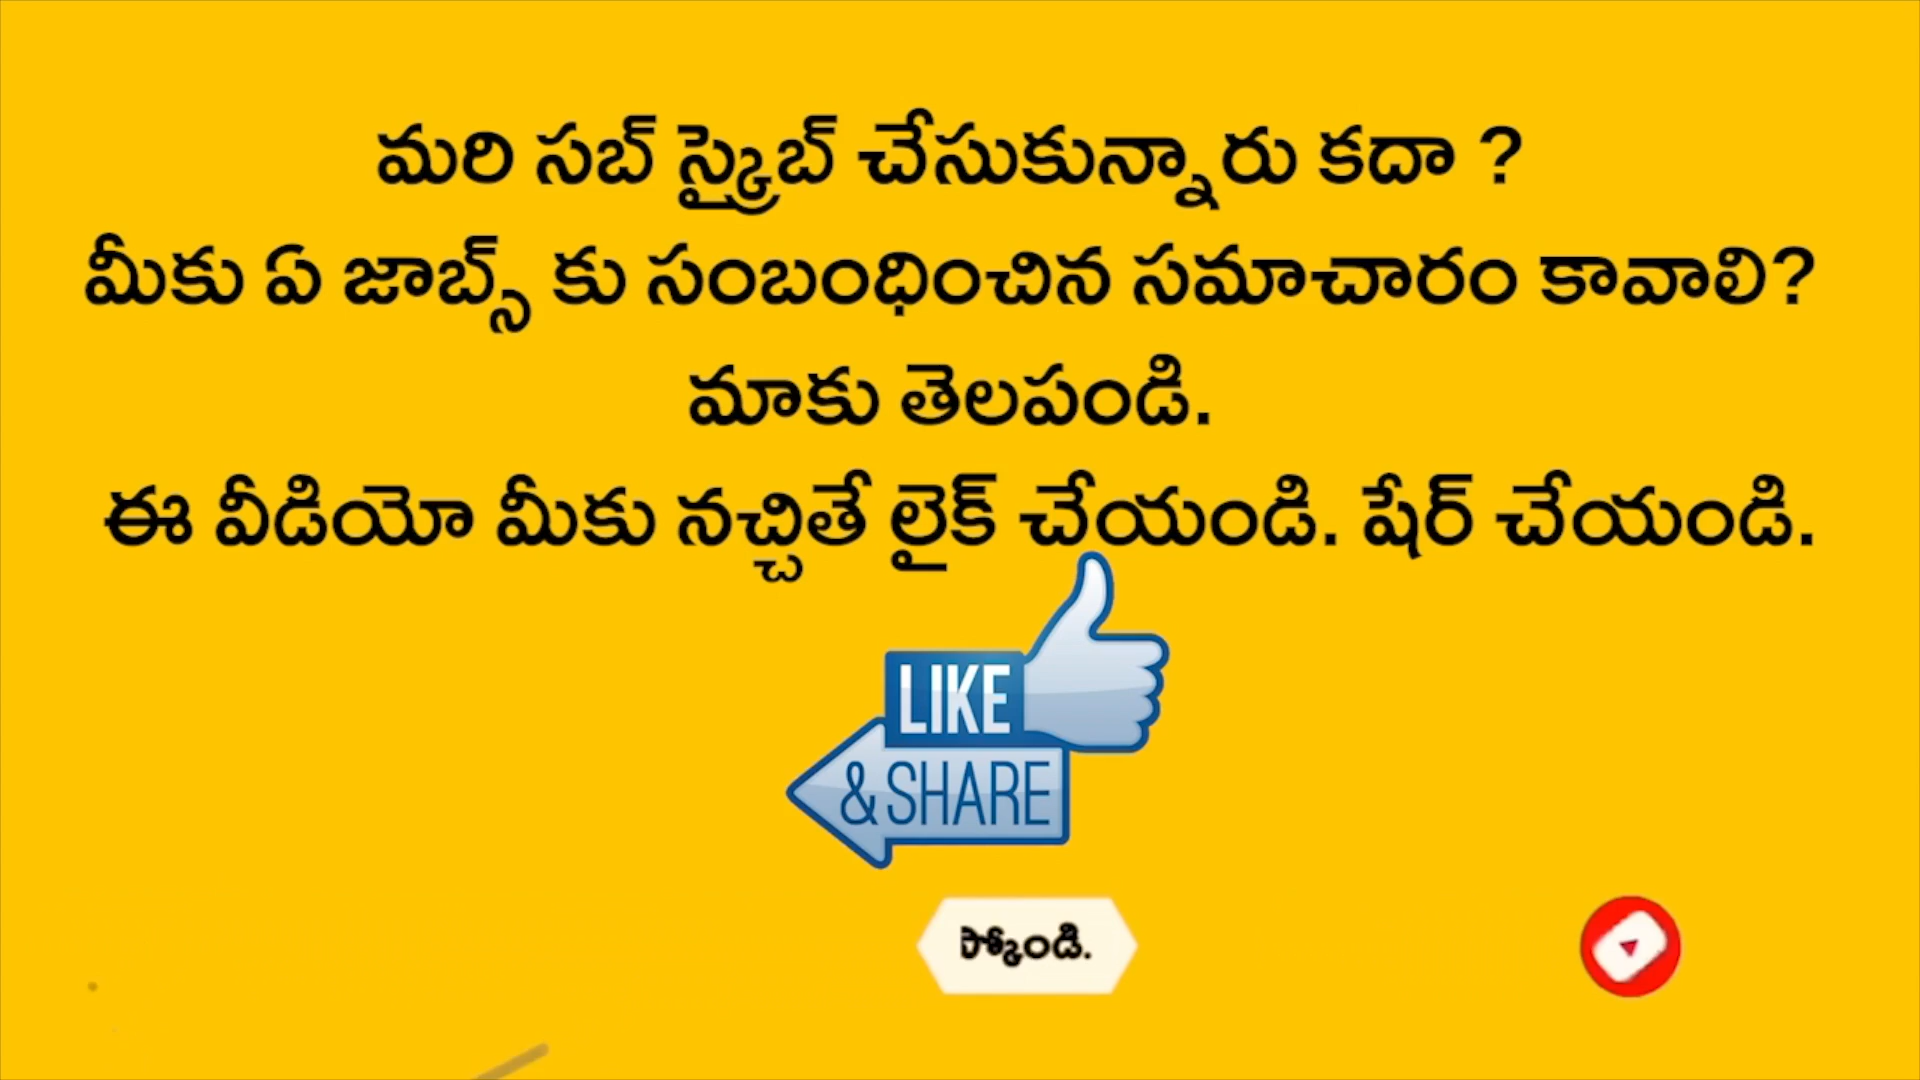 మరి సబ్ స్క్రైబ్ చేసుకున్నారు కదా ?
మీకు ఏ జాబ్స్ కు సంబంధించిన సమాచారం కావాలి?
మాకు తెలపండి.
ఈ వీడియో మీకు నచ్చితే లైక్ చేయండి. షేర్ చేయండి.
LIKE
& SHARE